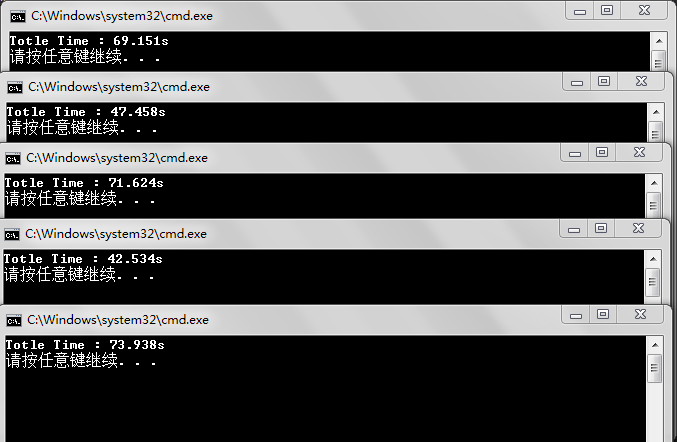 C:\Windows\system32\cmd.exe
Totle Time : 69.151s
请按任意键继续. . .
C:\Windows\system32\cmd.exe
Totle Time : 47.458s
请按任意键继续. . .
C:\Windows\system32\cmd.exe
Totle Time : 71.624s
请按任意键继续. . .
C:\Windows\system32\cmd.exe
Totle Time : 42.534s
请按任意键继续. . .
C:\Windows\system32\cmd.exe
Totle Time : 73.938s
请按任意键继续. . .